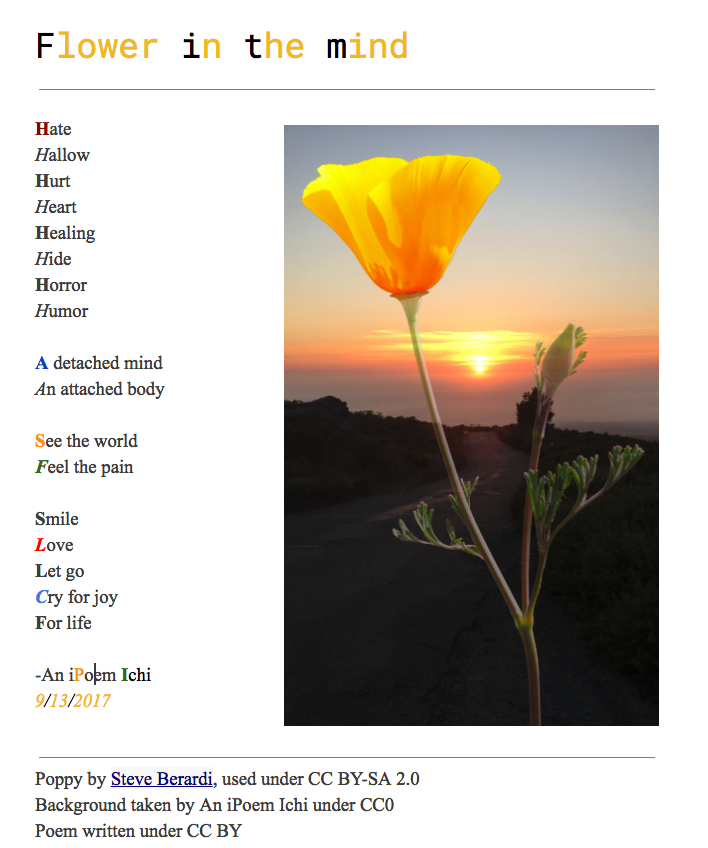 Flower in the mind
Hate
Hallow
Hurt
Heart
Healing
Hide
Horror
Humor
A detached mind
An attached body
See the world
Feel the pain
Smile
Love
Let go
Cry for joy
For life
-An iPoem Ichi
9/13/2017
Poppy by Steve Berardi, used under CC BY-SA 2.0
Background taken by An iPoem Ichi under CC0
Poem written under CC BY